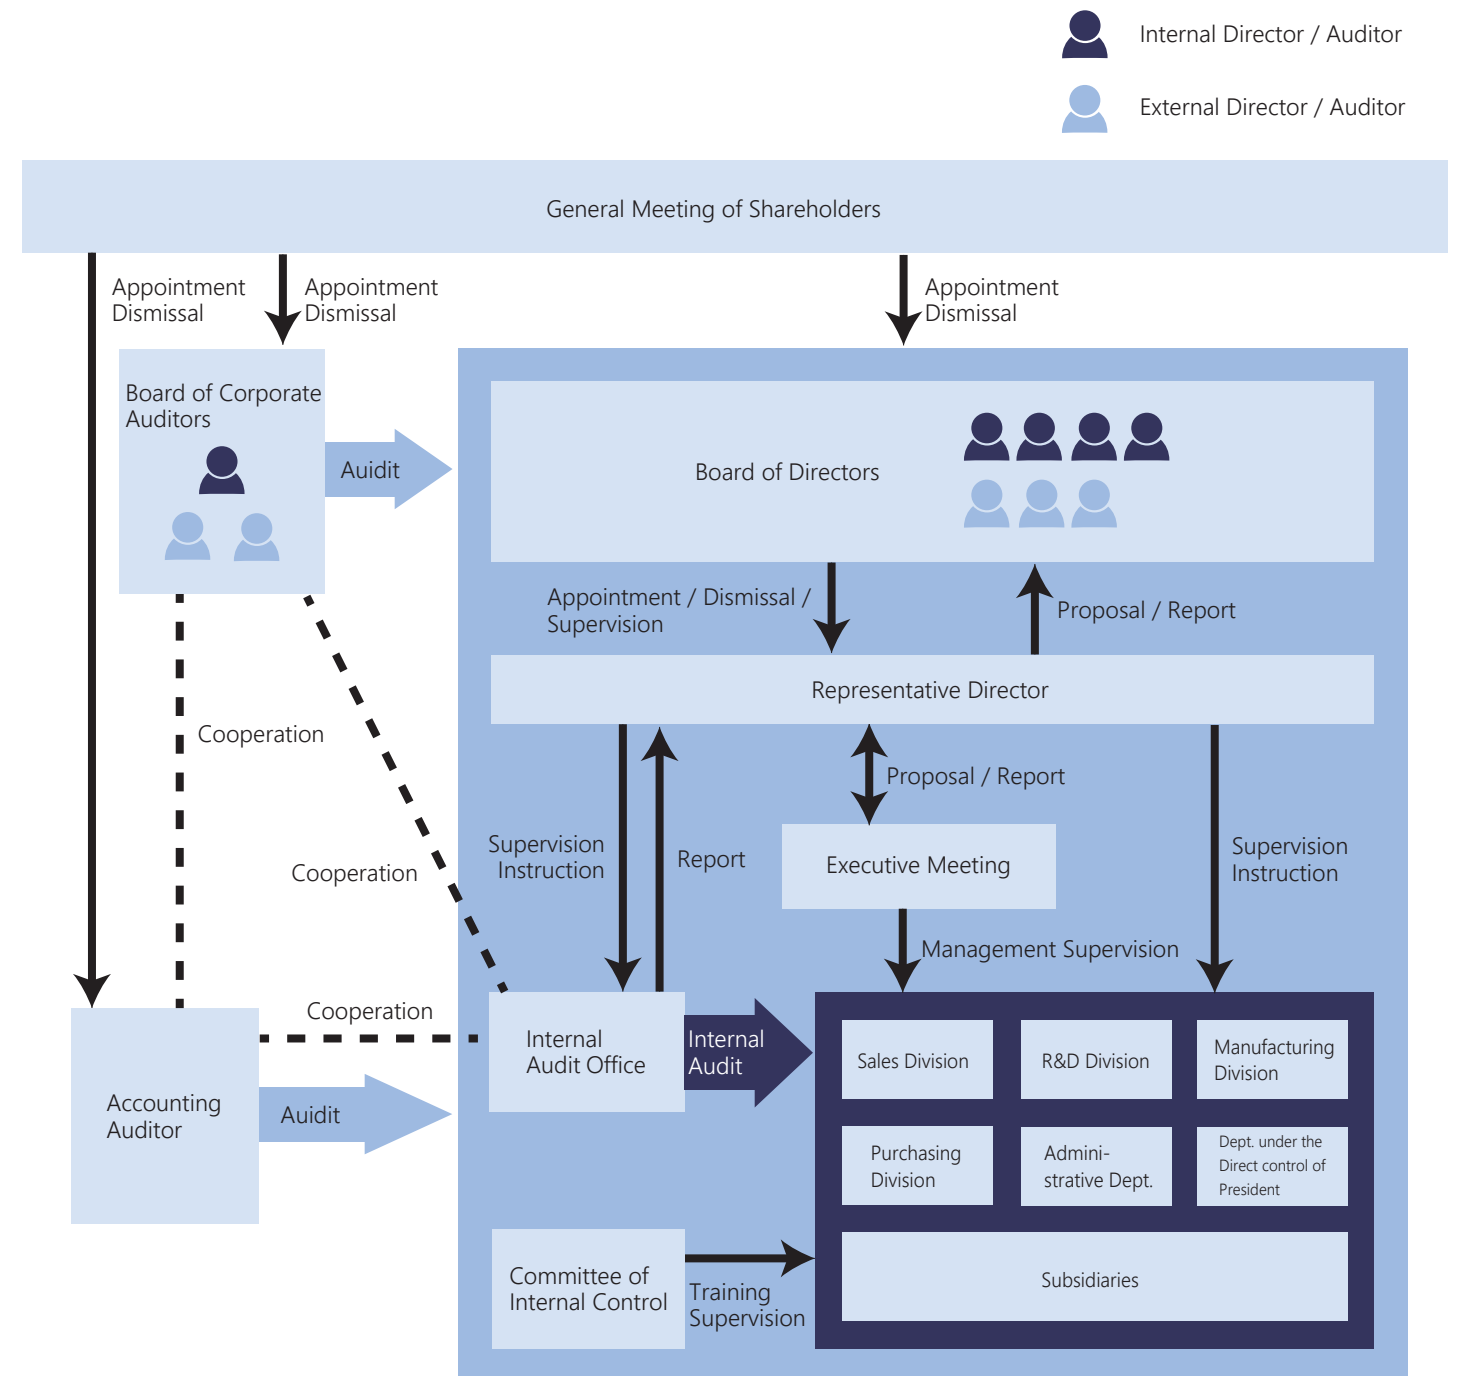 Internal Director / Auditor
External Director / Auditor
General Meeting of Shareholders
Appointment
Dismissal
Appointment
Dismissal
Appointment
Dismissal
Board of Corporate
Auditors
Auidit
Board of Directors
Appointment / Dismissal /
Supervision
Proposal / Report
Representative Director
Cooperation
Proposal / Report
Supervision
Instruction
Report
Executive Meeting
Supervision
Instruction
Cooperation
Management Supervision
Cooperation
Internal
Audit Office
Internal
Audit
Sales Division
R&D Division
Manufacturing
Division
Accounting
Auditor
Auidit
Purchasing
Division
Admini-
strative Dept.
Dept. under the
Direct control of
President
Committee of
Internal Control
Training
Supervision
Subsidiaries